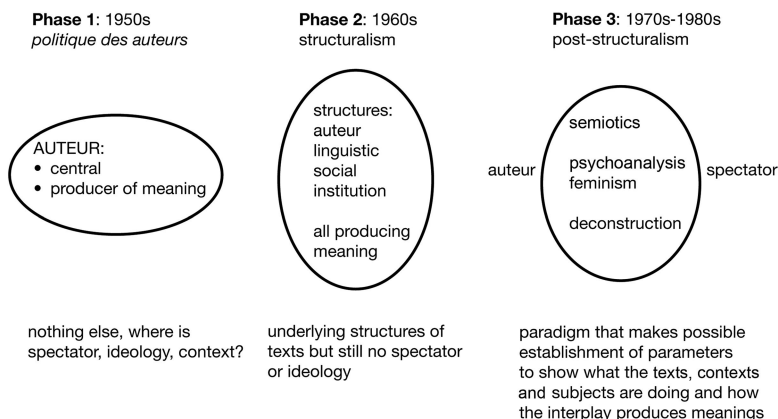 Phase 1: 1950s
politique des auteurs
AUTEUR:
• central
• producer of meaning
nothing else, where is
spectator, ideology, context?
Phase 2: 1960s
structuralism
structures:
auteur
linguistic
social
institution
all producing
meaning
underlying structures of
texts but still no spectator
or ideology
Phase 3: 1970s-1980s
post-structuralism
auteur
semiotics
psychoanalysis
feminism
deconstruction
spectator
paradigm that makes possible
establishment of parameters
to show what the texts, contexts
and subjects are doing and how
the interplay produces meanings